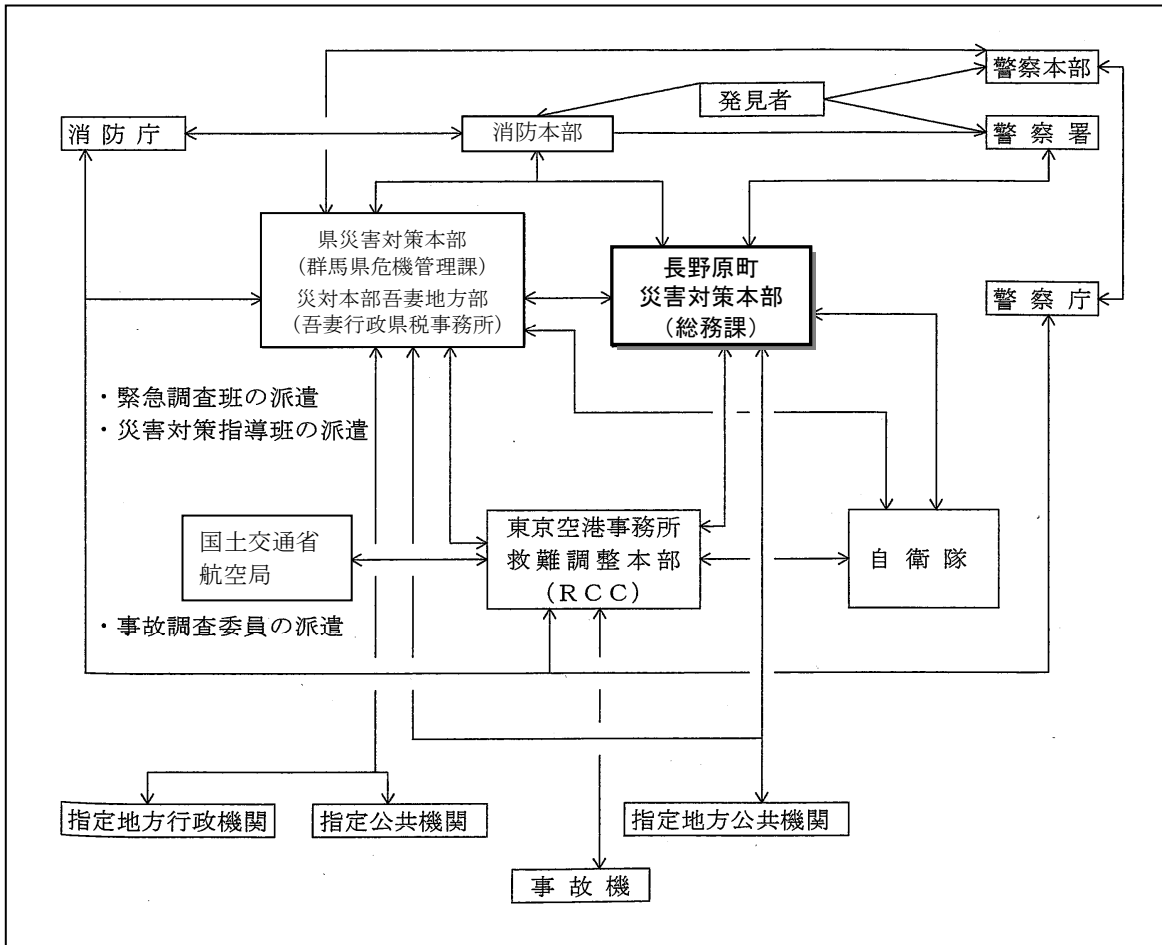 警察本部
発見者
消防庁
消防本部
警察署
県災害対策本部
(群馬県危機管理課)
災対本部吾妻地方部
(吾妻行政県税事務所)
長野原町
災害対策本部
(総務課)
警察庁
・緊急調査班の派遣
・災害対策指導班の派遣
国土交通省
航空局
東京空港事務所
救難調整本部
(RCC)
自衛隊
・事故調査委員の派遣
指定地方行政機関
指定公共機関
指定地方公共機関
事故機